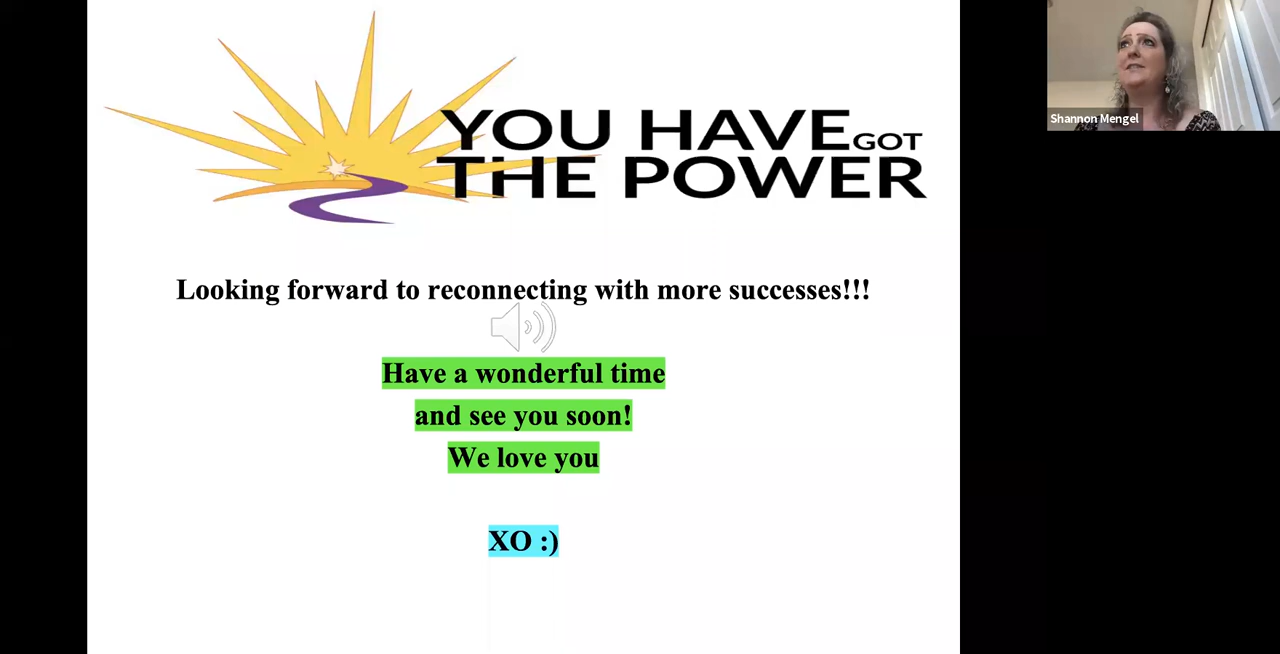 YOU HAVE GOT
THE POWER
Shannon Mengel
Looking forward to reconnecting with more successes!!!
Have a wonderful time
and see you soon!
We love you
XO :)